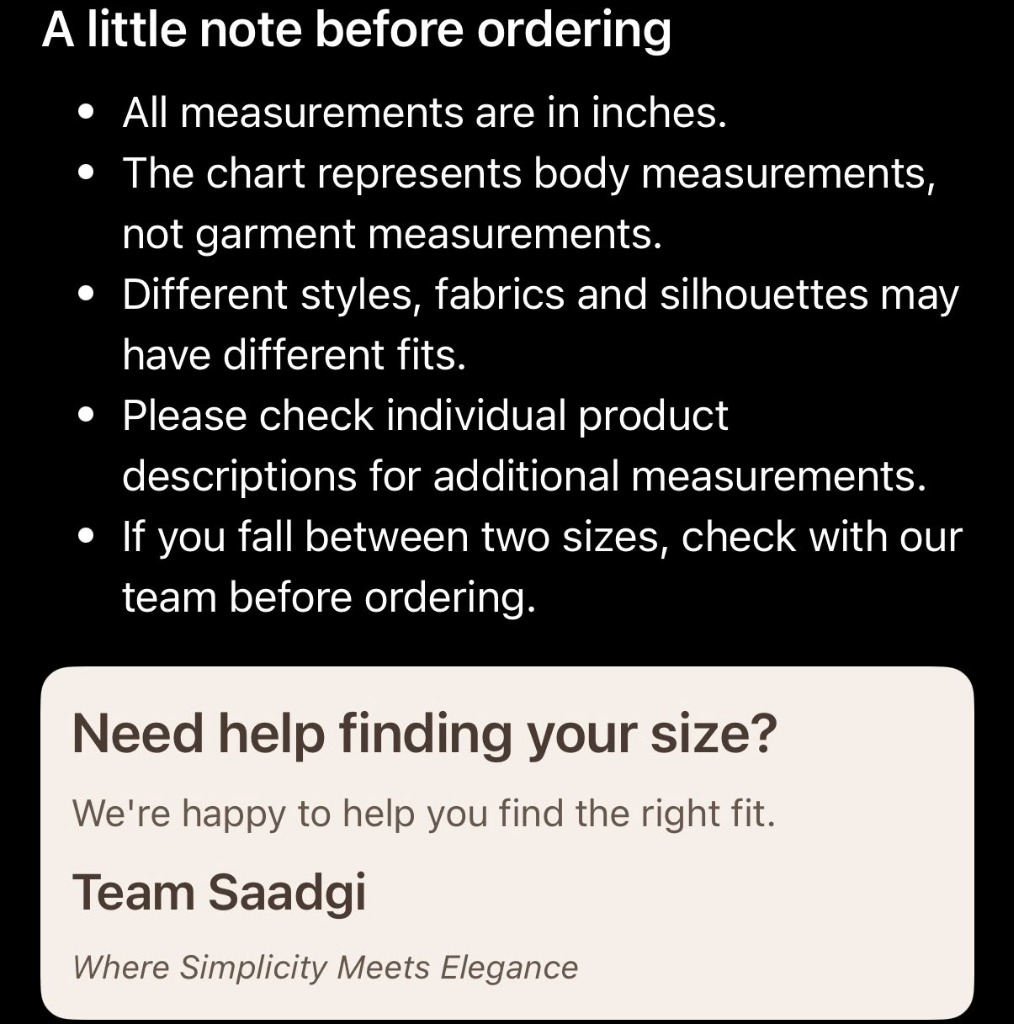 A little note before ordering
• All measurements are in inches.
• The chart represents body measurements,
not garment measurements.
• Different styles, fabrics and silhouettes may
have different fits.
• Please check individual product
descriptions for additional measurements.
• If you fall between two sizes, check with our
team before ordering.
Need help finding your size?
We're happy to help you find the right fit.
Team Saadgi
Where Simplicity Meets Elegance